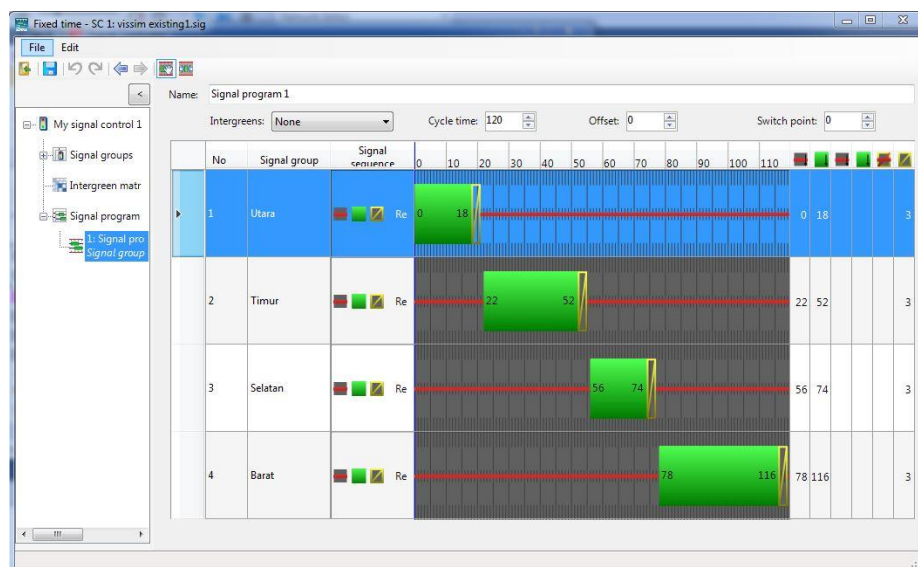 Fixed time - SC 1: vissim existing1.sig
File Edit
<
Name: Signal program 1
Intergreens: None Cycle time: 120 Offset: 0 Switch point: 0
My signal control 1
Signal groups
Intergreen matr
Signal program
1: Signal pro
Signal group
No Signal group Signal sequence 0 10 20 30 40 50 60 70 80 90 100 110
1 Utara Re 0 18 0 18 3
2 Timur Re 22 52 22 52 3
3 Selatan Re 56 74 56 74 3
4 Barat Re 78 116 78 116 3